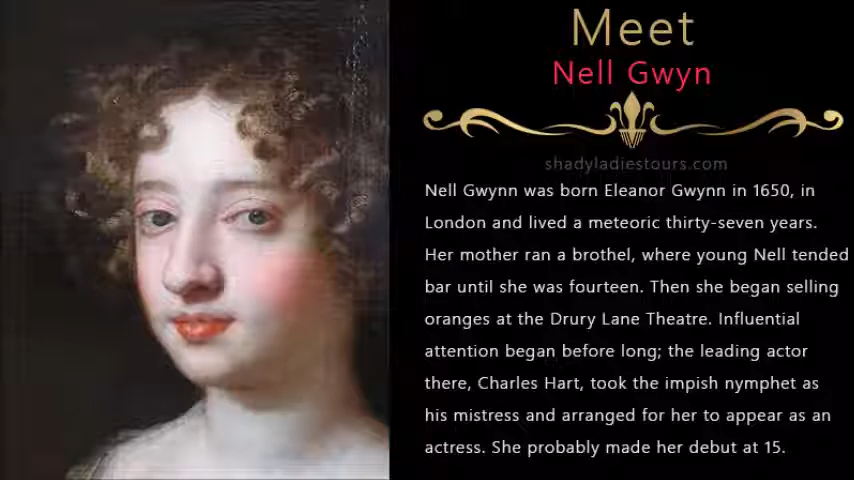 Meet
Nell Gwyn
shadyladiestours.com
Nell Gwynn was born Eleanor Gwynn in 1650, in
London and lived a meteoric thirty-seven years.
Her mother ran a brothel, where young Nell tended
bar until she was fourteen. Then she began selling
oranges at the Drury Lane Theatre. Influential
attention began before long; the leading actor
there, Charles Hart, took the impish nymphet as
his mistress and arranged for her to appear as an
actress. She probably made her debut at 15.